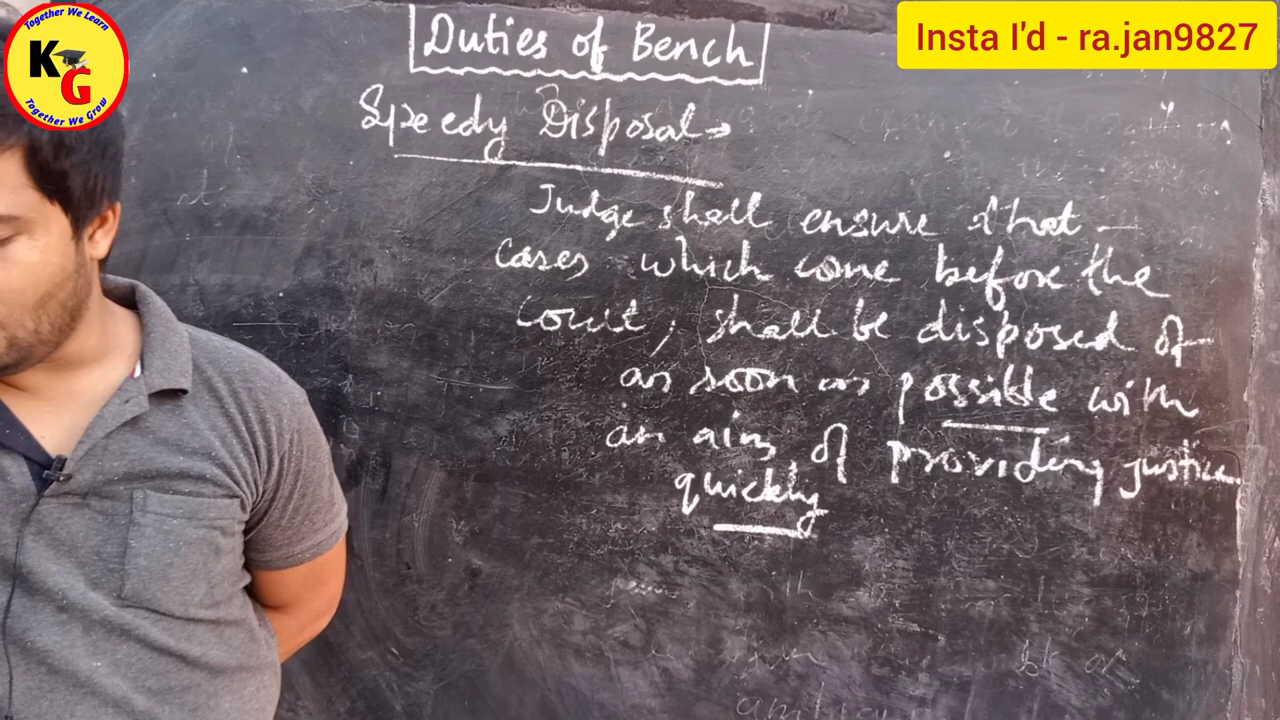 Together We Learn
KG
Together We Grow
Insta I'd - ra.jan9827
Duties of Bench
Speedy Disposal →
Judge shall ensure that -
cases which come before the
court, shall be disposed of
as soon as possible with
an aim of providing justice
quickly